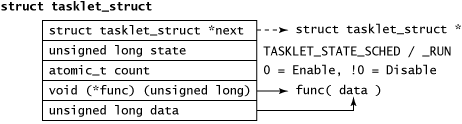 struct tasklet_struct
struct tasklet_struct *next struct tasklet_struct *
unsigned long state TASKLET_STATE_SCHED / _RUN
atomic_t count 0 = Enable, !0 = Disable
void (*func) (unsigned long) func( data )
unsigned long data